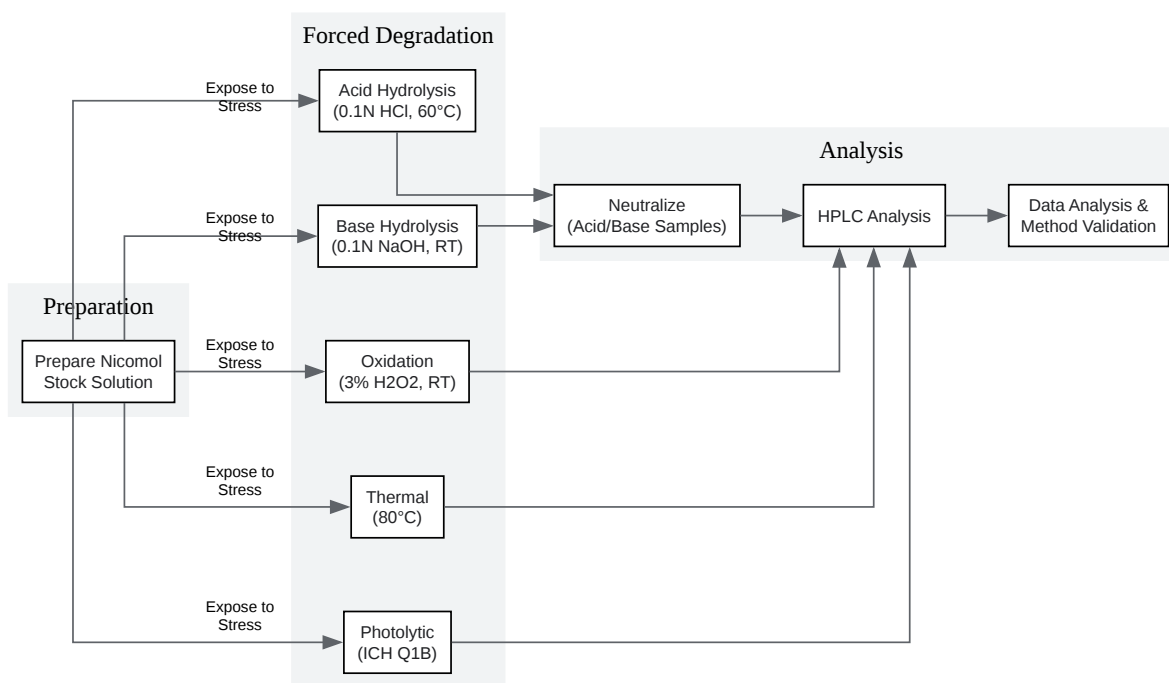 Forced Degradation
Expose to
Stress
Acid Hydrolysis
(0.1N HCl, 60°C)
Analysis
Expose to
Stress
Base Hydrolysis
(0.1N NaOH, RT)
Neutralize
(Acid/Base Samples)
HPLC Analysis
Data Analysis &
Method Validation
Preparation
Prepare Nicomol
Stock Solution
Expose to
Stress
Oxidation
(3% H2O2, RT)
Expose to
Stress
Thermal
(80°C)
Expose to
Stress
Photolytic
(ICH Q1B)